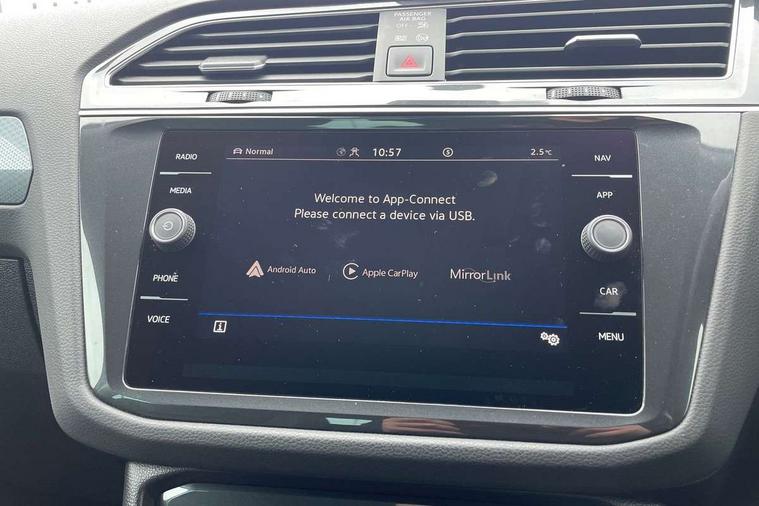 PASSENGER
AIR BAG
OFF
RADIO
MEDIA
PHONE
VOICE
Normal
10:57
2.5°C
Welcome to App-Connect
Please connect a device via USB.
Android Auto
Apple CarPlay
MirrorLink
NAV
APP
CAR
MENU